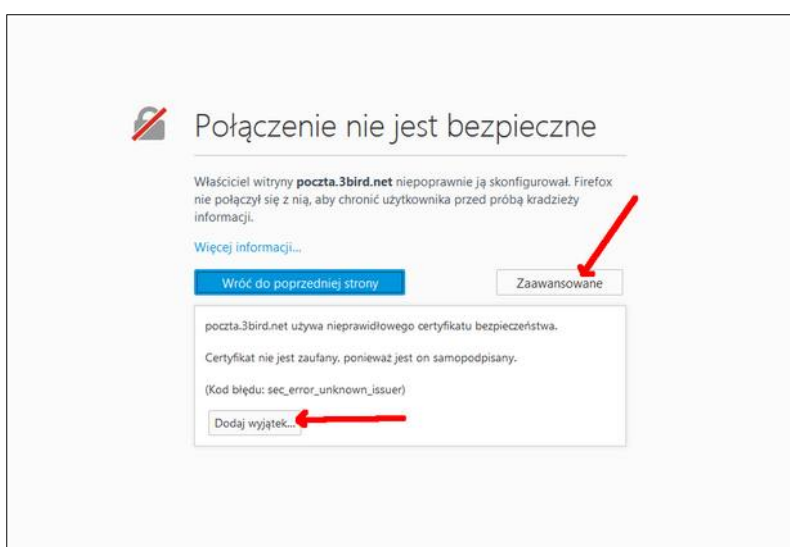 Połączenie nie jest bezpieczne
Właściciel witryny poczta.3bird.net niepoprawnie ją skonfigurował. Firefox
nie połączył się z nią, aby chronić użytkownika przed próbą kradzieży
informacji.
Więcej informacji...
Wróć do poprzedniej strony
Zaawansowane
poczta.3bird.net używa nieprawidłowego certyfikatu bezpieczeństwa.
Certyfikat nie jest zaufany, ponieważ jest on samopodpisany.
(Kod błędu: sec_error_unknown_issuer)
Dodaj wyjątek...